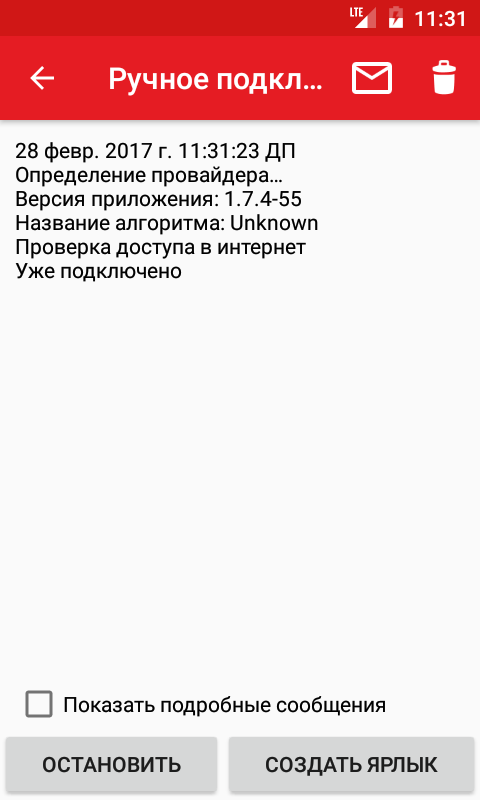 LTE 11:31
Ручное подкл...
28 февр. 2017 г. 11:31:23 ДП
Определение провайдера...
Версия приложения: 1.7.4-55
Название алгоритма: Unknown
Проверка доступа в интернет
Уже подключено
Показать подробные сообщения
ОСТАНОВИТЬ
СОЗДАТЬ ЯРЛЫК